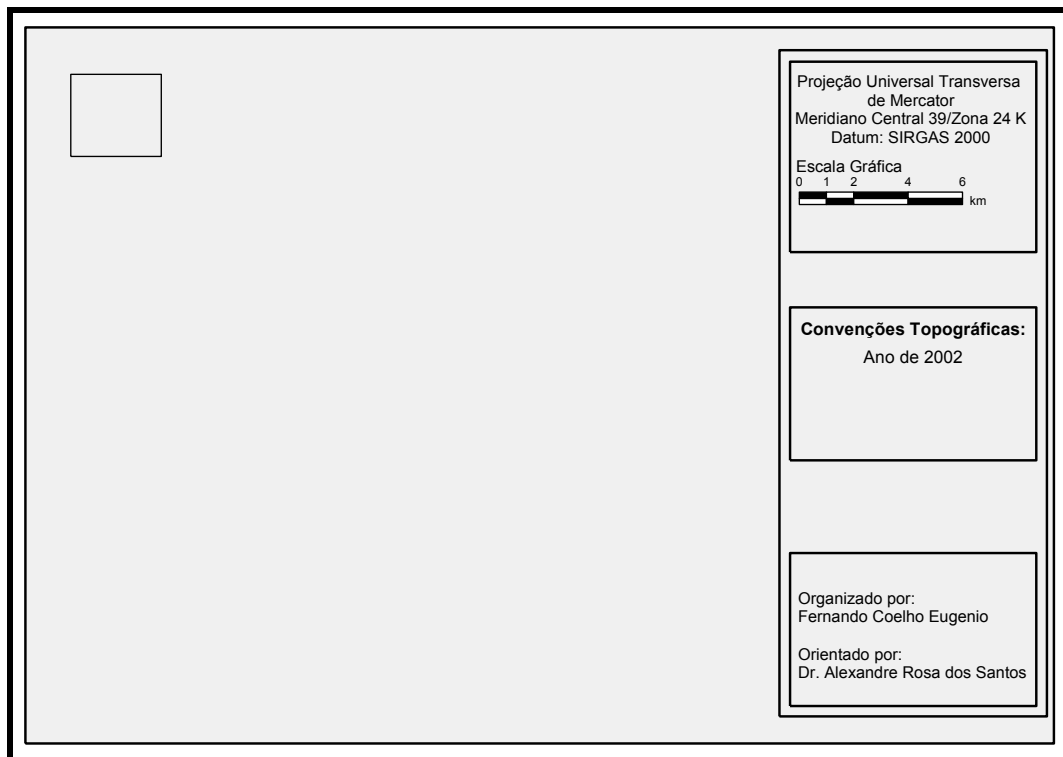 Projeção Universal Transversa
de Mercator
Meridiano Central 39/Zona 24 K
Datum: SIRGAS 2000
Escala Gráfica
0 1 2 4 6
km
Convenções Topográficas:
Ano de 2002
Organizado por:
Fernando Coelho Eugenio
Orientado por:
Dr. Alexandre Rosa dos Santos